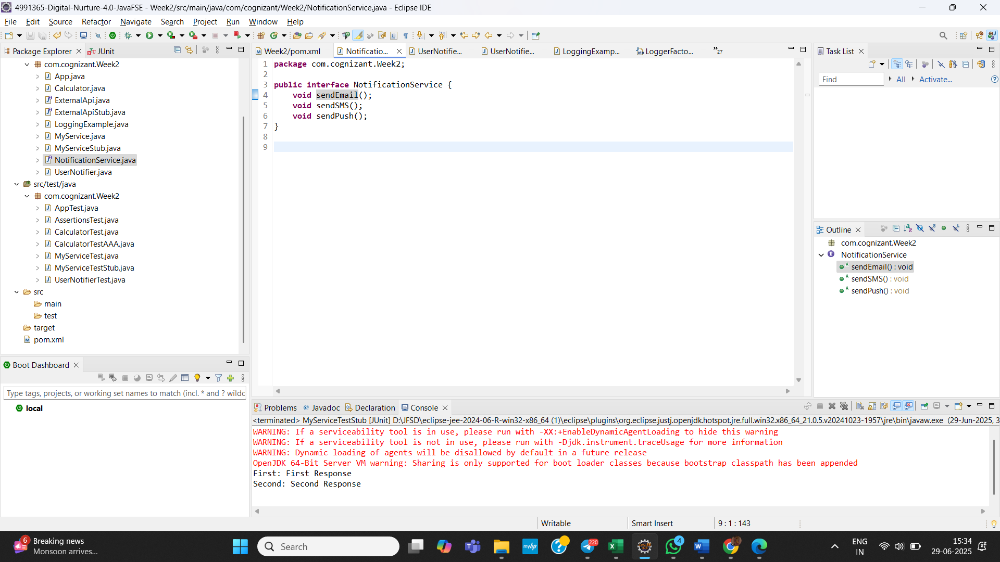 4991365-Digital-Nurture-4.0-JavaFSE - Week2/src/main/java/com/cognizant/Week2/NotificationService.java - Eclipse IDE
File Edit Source Refactor Navigate Search Project Run Window Help
Package Explorer
JUnit
com.cognizant.Week2
App.java
Calculator.java
ExternalApi.java
ExternalApiStub.java
LoggingExample.java
MyService.java
MyServiceStub.java
NotificationService.java
UserNotifier.java
src/test/java
com.cognizant.Week2
AppTest.java
AssertionsTest.java
CalculatorTest.java
CalculatorTestAAA.java
MyServiceTest.java
MyServiceTestStub.java
UserNotifierTest.java
src
main
test
target
pom.xml
Boot Dashboard
Type tags, projects, or working set names to match (incl. * and ? wildc
local
Week2/pom.xml Notificatio... UserNotifie... UserNotifie... LoggingExamp... LoggerFacto... »27
1 package com.cognizant.Week2;
2
3 public interface NotificationService {
4 void sendEmail();
5 void sendSMS();
6 void sendPush();
7 }
8
9
Task List
Find All Activate...
Outline
com.cognizant.Week2
NotificationService
sendEmail() : void
sendSMS() : void
sendPush() : void
Problems Javadoc Declaration Console
<terminated> MyServiceTestStub [JUnit] D:\JFSD\eclipse-jee-2024-06-R-win32-x86_64 (1)\eclipse\plugins\org.eclipse.justj.openjdk.hotspot.jre.full.win32.x86_64_21.0.5.v20241023-1957\jre\bin\javaw.exe (29-Jun-2025, 3
WARNING: If a serviceability tool is in use, please run with -XX:+EnableDynamicAgentLoading to hide this warning
WARNING: If a serviceability tool is not in use, please run with -Djdk.instrument.traceUsage for more information
WARNING: Dynamic loading of agents will be disallowed by default in a future release
OpenJDK 64-Bit Server VM warning: Sharing is only supported for boot loader classes because bootstrap classpath has been appended
First: First Response
Second: Second Response
Writable Smart Insert 9 : 1 : 143
6 Breaking news
Monsoon arrives...
Search
myhp
220
4
ENG
IN
15:34
29-06-2025